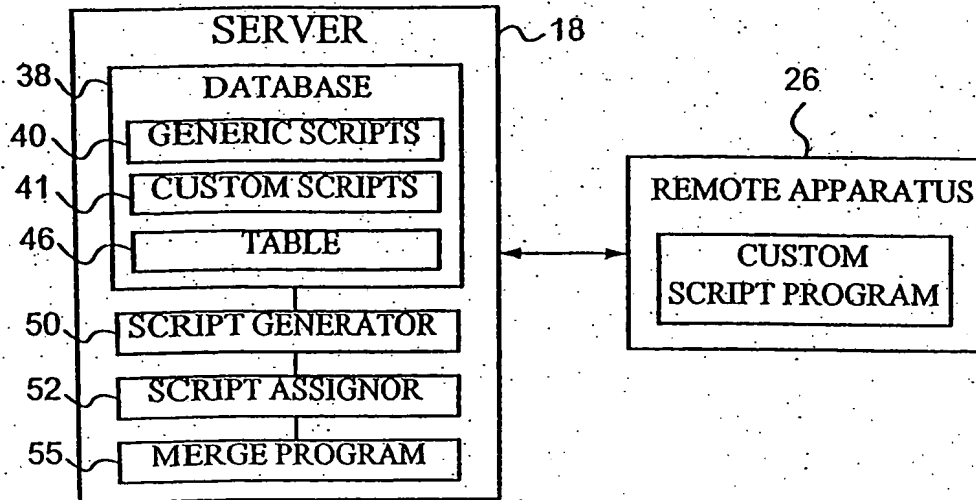 SERVER
18
38
DATABASE
40
GENERIC SCRIPTS
41
CUSTOM SCRIPTS
46
TABLE
50
SCRIPT GENERATOR
52
SCRIPT ASSIGNOR
55
MERGE PROGRAM
26
REMOTE APPARATUS
CUSTOM
SCRIPT PROGRAM